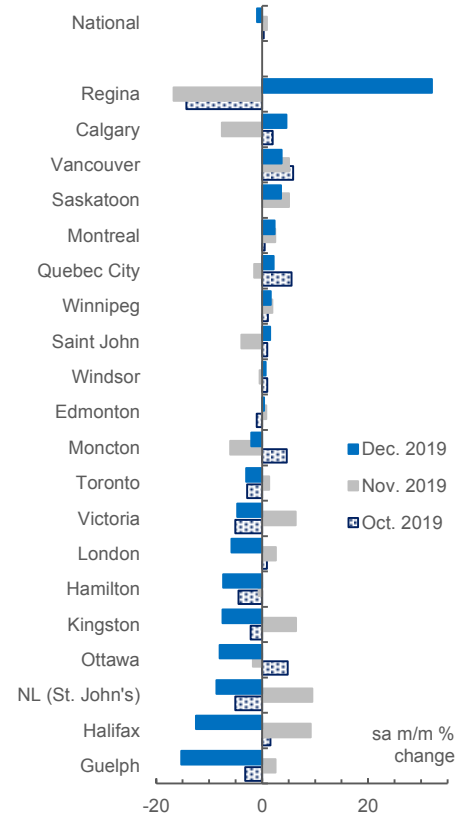 National
Regina
Calgary
Vancouver
Saskatoon
Montreal
Quebec City
Winnipeg
Saint John
Windsor
Edmonton
Moncton
Toronto
Victoria
London
Hamilton
Kingston
Ottawa
NL (St. John's)
Halifax
Guelph
Dec. 2019
Nov. 2019
Oct. 2019
sa m/m %
change
-20 0 20